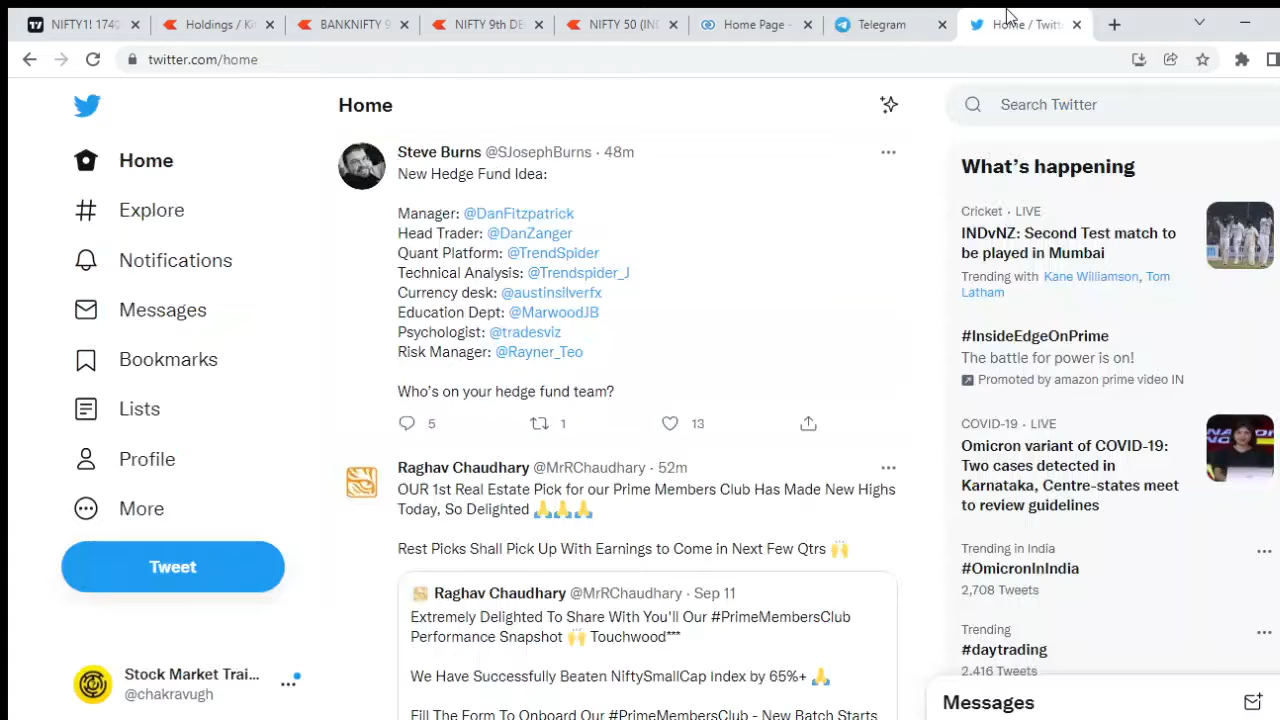 NIFTY1! 174
Holdings / Ki
BANKNIFTY 9
NIFTY 9th DE
NIFTY 50 (IND
Home Page -
Telegram
Home / Twitt
twitter.com/home
Home
Search Twitter
Home
Explore
Notifications
Messages
Bookmarks
Lists
Profile
More
Tweet
Stock Market Trai...
@chakravugh
Steve Burns @SJosephBurns · 48m
New Hedge Fund Idea:
Manager: @DanFitzpatrick
Head Trader: @DanZanger
Quant Platform: @TrendSpider
Technical Analysis: @Trendspider_J
Currency desk: @austinsilverfx
Education Dept: @MarwoodJB
Psychologist: @tradesviz
Risk Manager: @Rayner_Teo
Who's on your hedge fund team?
5 1 13
Raghav Chaudhary @MrRChaudhary · 52m
OUR 1st Real Estate Pick for our Prime Members Club Has Made New Highs
Today, So Delighted 🙏🙏🙏
Rest Picks Shall Pick Up With Earnings to Come in Next Few Qtrs 🙌
Raghav Chaudhary @MrRChaudhary · Sep 11
Extremely Delighted To Share With You'll Our #PrimeMembersClub
Performance Snapshot 🙌 Touchwood***
We Have Successfully Beaten NiftySmallCap Index by 65%+ 🙏
Fill The Form To Onboard Our #PrimeMembersClub - New Batch Starts
What's happening
Cricket · LIVE
INDvNZ: Second Test match to
be played in Mumbai
Trending with Kane Williamson, Tom
Latham
#InsideEdgeOnPrime
The battle for power is on!
Promoted by amazon prime video IN
COVID-19 · LIVE
Omicron variant of COVID-19:
Two cases detected in
Karnataka, Centre-states meet
to review guidelines
Trending in India
#OmicronInIndia
2,708 Tweets
Trending
#daytrading
2,416 Tweets
Messages